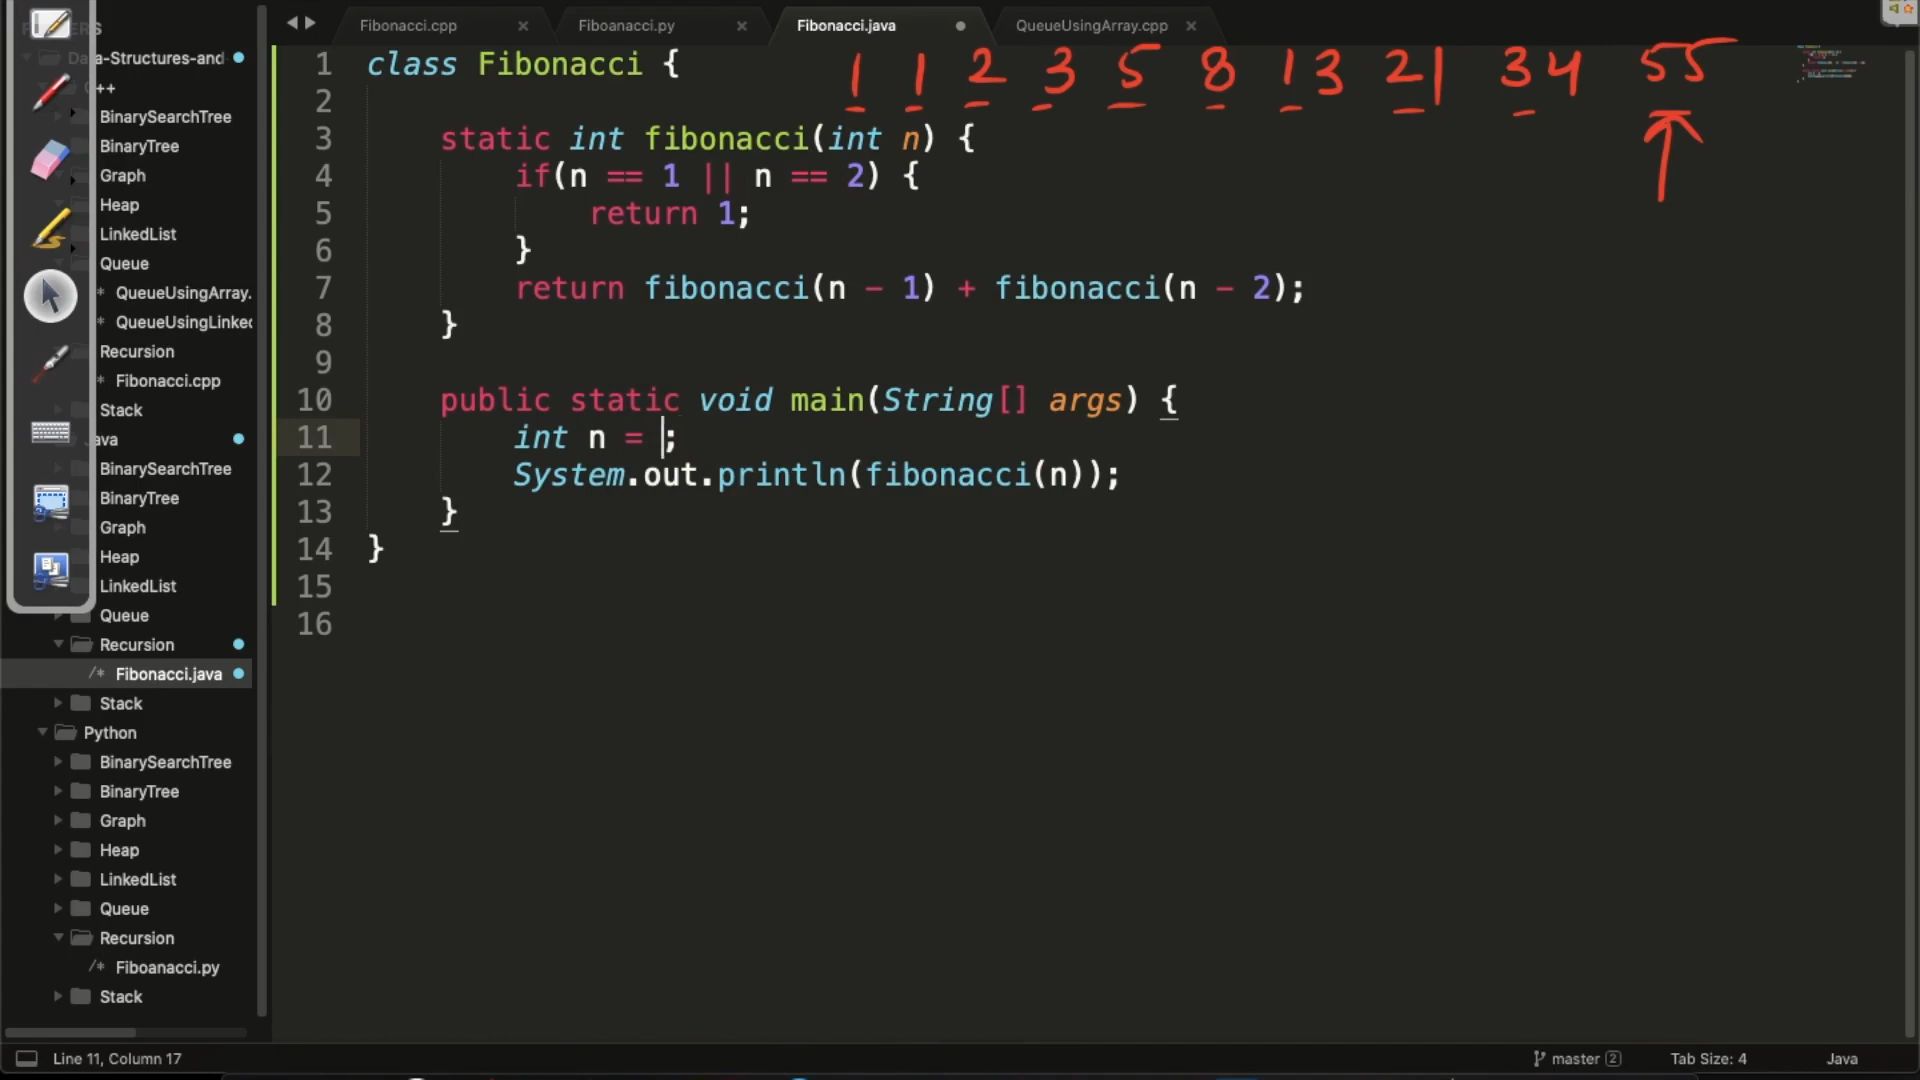 Fibonacci.cpp
Fiboanacci.py
Fibonacci.java
QueueUsingArray.cpp
1 1 2 3 5 8 13 21 34 55
1 class Fibonacci {
2
3 static int fibonacci(int n) {
4 if(n == 1 || n == 2) {
5 return 1;
6 }
7 return fibonacci(n - 1) + fibonacci(n - 2);
8 }
9
10 public static void main(String[] args) {
11 int n = ;
12 System.out.println(fibonacci(n));
13 }
14 }
15
16
a-Structures-and
++
BinarySearchTree
BinaryTree
Graph
Heap
LinkedList
Queue
* QueueUsingArray.
* QueueUsingLinke
Recursion
* Fibonacci.cpp
Stack
ava
BinarySearchTree
BinaryTree
Graph
Heap
LinkedList
Queue
Recursion
/* Fibonacci.java
Stack
Python
BinarySearchTree
BinaryTree
Graph
Heap
LinkedList
Queue
Recursion
/* Fiboanacci.py
Stack
Line 11, Column 17
master 2
Tab Size: 4
Java